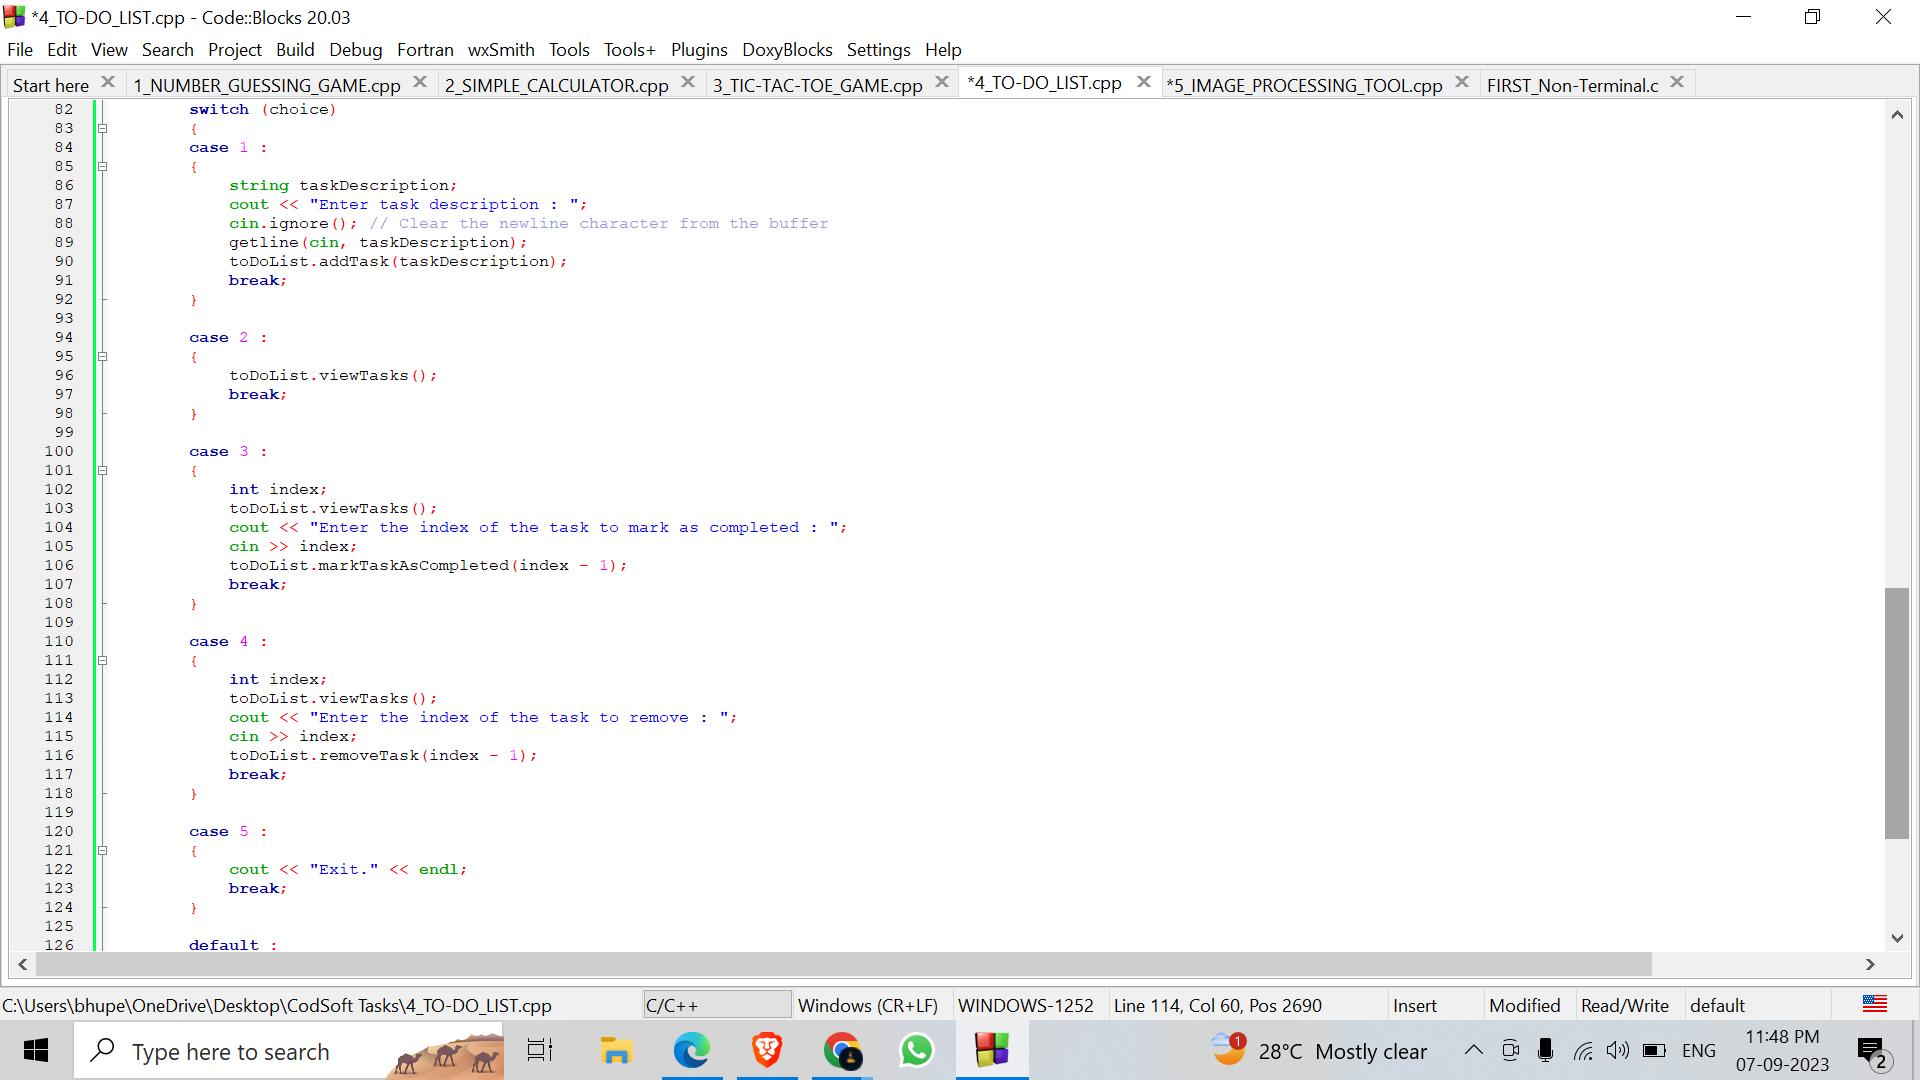 *4_TO-DO_LIST.cpp - Code::Blocks 20.03
File Edit View Search Project Build Debug Fortran wxSmith Tools Tools+ Plugins DoxyBlocks Settings Help
Start here 1_NUMBER_GUESSING_GAME.cpp 2_SIMPLE_CALCULATOR.cpp 3_TIC-TAC-TOE_GAME.cpp *4_TO-DO_LIST.cpp *5_IMAGE_PROCESSING_TOOL.cpp FIRST_Non-Terminal.c
82 switch (choice)
83 {
84 case 1 :
85 {
86 string taskDescription;
87 cout << "Enter task description : ";
88 cin.ignore(); // Clear the newline character from the buffer
89 getline(cin, taskDescription);
90 toDoList.addTask(taskDescription);
91 break;
92 }
93
94 case 2 :
95 {
96 toDoList.viewTasks();
97 break;
98 }
99
100 case 3 :
101 {
102 int index;
103 toDoList.viewTasks();
104 cout << "Enter the index of the task to mark as completed : ";
105 cin >> index;
106 toDoList.markTaskAsCompleted(index - 1);
107 break;
108 }
109
110 case 4 :
111 {
112 int index;
113 toDoList.viewTasks();
114 cout << "Enter the index of the task to remove : ";
115 cin >> index;
116 toDoList.removeTask(index - 1);
117 break;
118 }
119
120 case 5 :
121 {
122 cout << "Exit." << endl;
123 break;
124 }
125
126 default :
C:\Users\bhupe\OneDrive\Desktop\CodSoft Tasks\4_TO-DO_LIST.cpp C/C++ Windows (CR+LF) WINDOWS-1252 Line 114, Col 60, Pos 2690 Insert Modified Read/Write default
Type here to search 1 28°C Mostly clear ENG 11:48 PM
07-09-2023 2